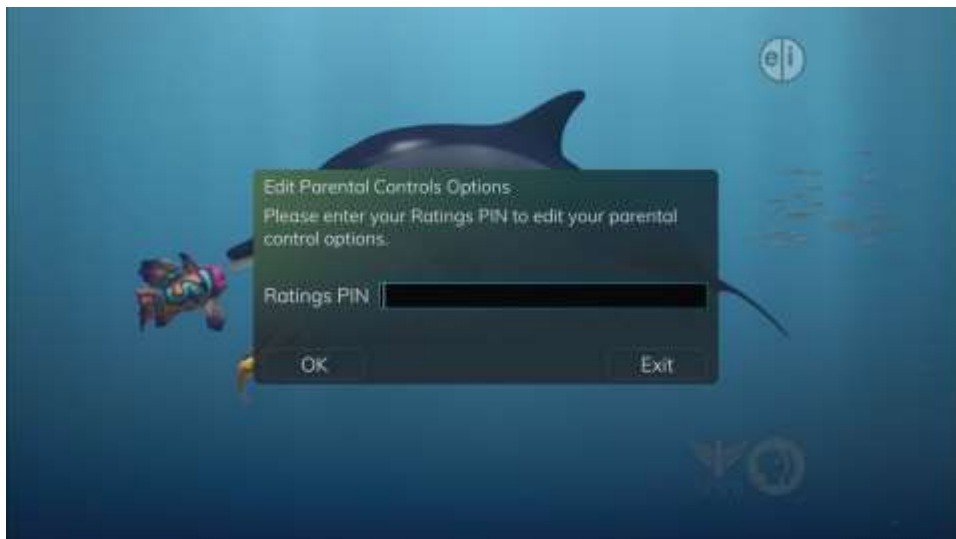 e i
Edit Parental Controls Options
Please enter your Ratings PIN to edit your parental
control options.
Ratings PIN
OK
Exit